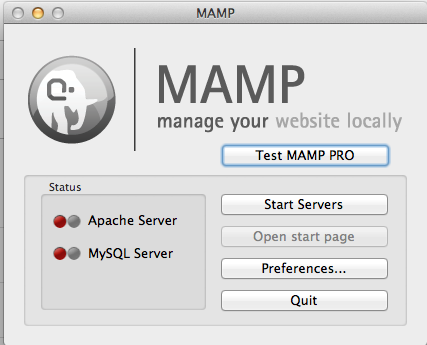 MAMP
MAMP
manage your website locally
Test MAMP PRO
Status
Start Servers
Apache Server
Open start page
MySQL Server
Preferences...
Quit